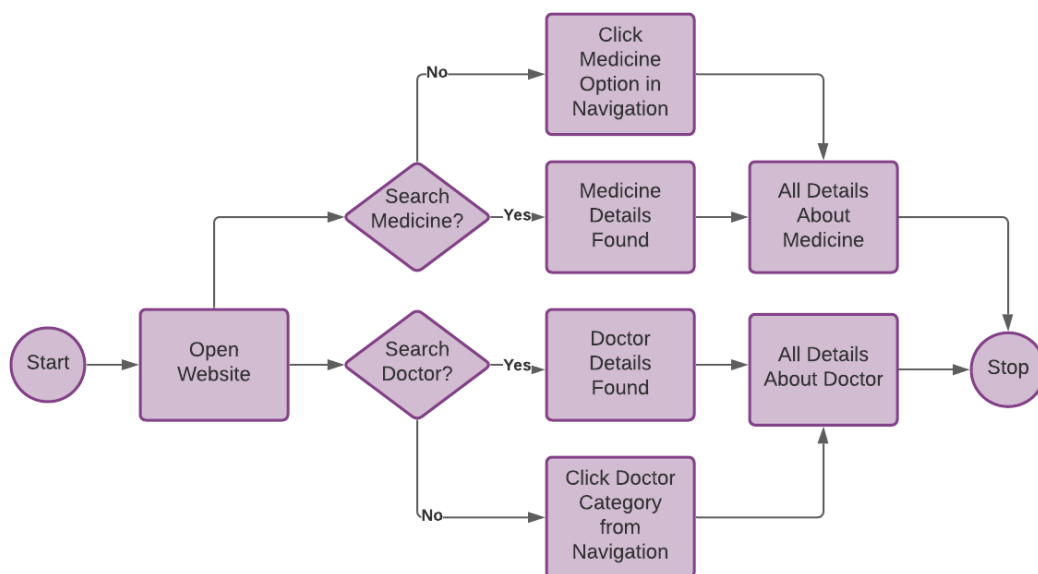 Click
Medicine
Option in
Navigation
No
Search
Medicine?
Yes
Medicine
Details
Found
All Details
About
Medicine
Start
Open
Website
Search
Doctor?
Yes
Doctor
Details
Found
All Details
About Doctor
Stop
No
Click Doctor
Category
from
Navigation